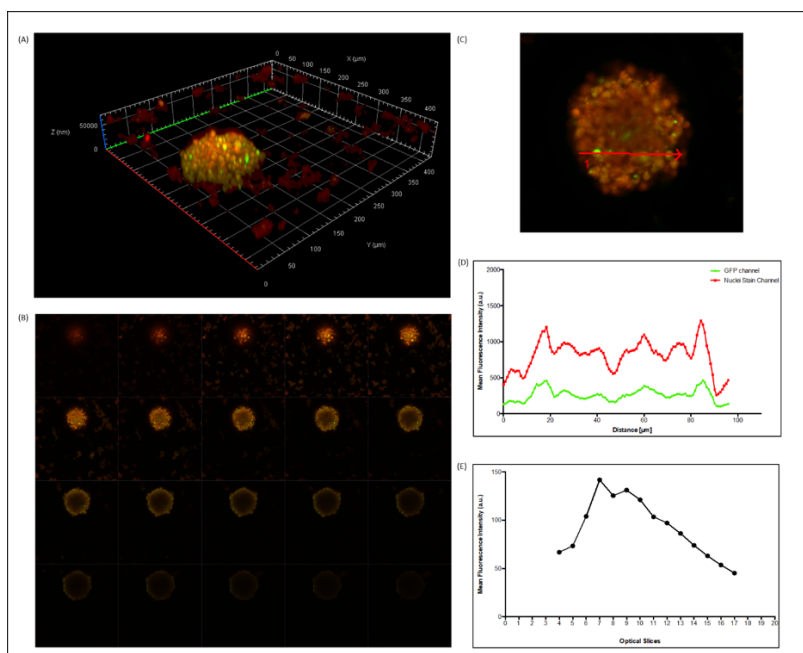 (A)
X (µm)
0
50
100
150
200
250
300
350
400
Z (nm)
50000
0
400
350
300
250
200
150
100
50
0
Y (µm)
(B)
(C)
1
(D)
GFP channel
Nuclei Stain Channel
Mean Fluorescence Intensity (a.u.)
2000
1500
1000
500
0
0 20 40 60 80 100
Distance [µm]
(E)
Mean Fluorescence Intensity (a.u.)
150
100
50
0
0 1 2 3 4 5 6 7 8 9 10 11 12 13 14 15 16 17 18 19 20
Optical Slices